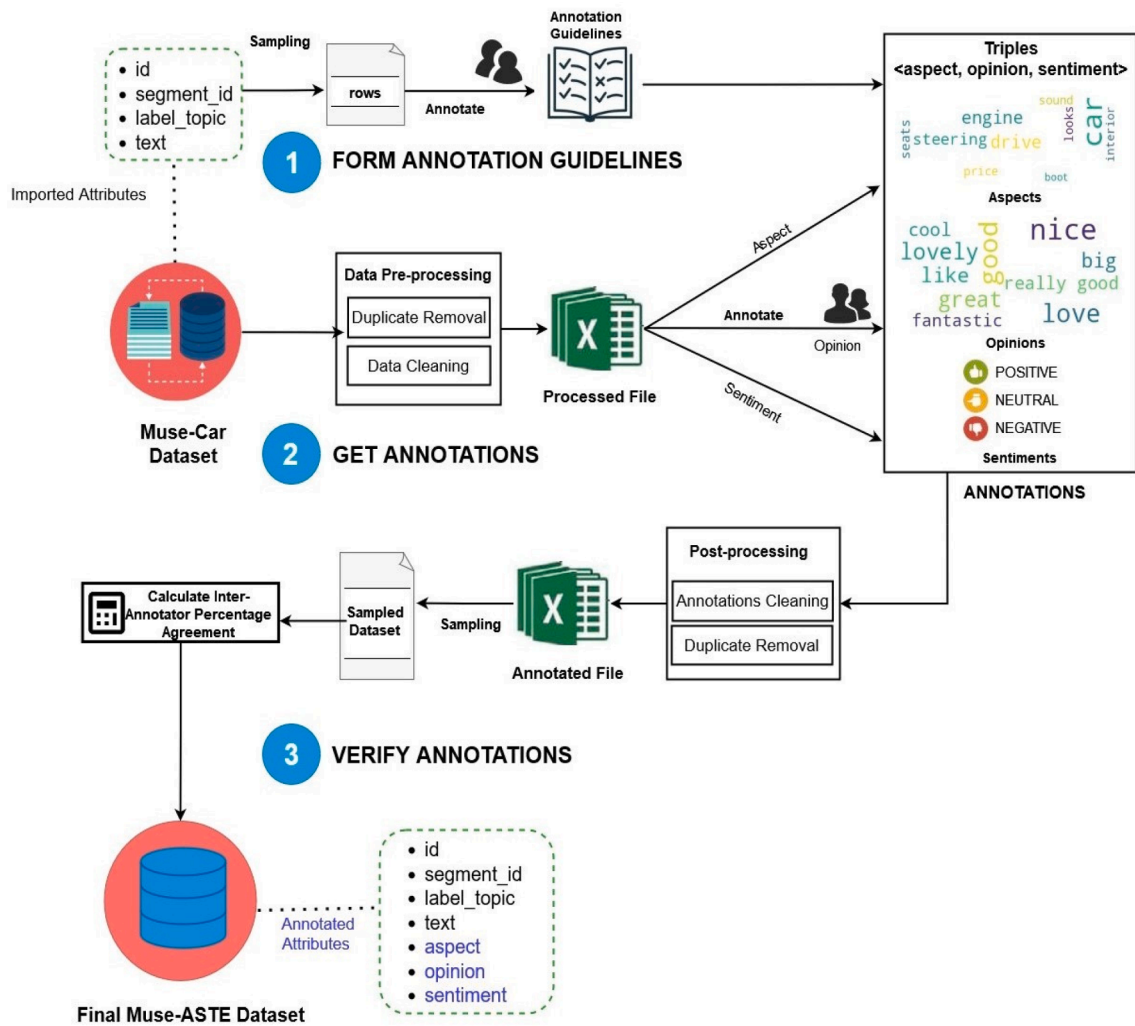 Sampling
• id
• segment_id
• label_topic
• text
rows
Annotate
Annotation
Guidelines
1 FORM ANNOTATION GUIDELINES
Imported Attributes
Triples
<aspect, opinion, sentiment>
sound
engine
looks
car
interior
seats
steering
drive
price
boot
Aspects
cool
good
nice
lovely
big
like
really good
great
love
fantastic
Opinions
POSITIVE
NEUTRAL
NEGATIVE
Sentiments
ANNOTATIONS
Data Pre-processing
Duplicate Removal
Data Cleaning
X
Processed File
Aspect
Annotate
Opinion
Sentiment
Muse-Car
Dataset
2 GET ANNOTATIONS
Post-processing
Annotations Cleaning
Duplicate Removal
X
Annotated File
Sampling
Sampled
Dataset
Calculate Inter-
Annotator Percentage
Agreement
3 VERIFY ANNOTATIONS
• id
• segment_id
• label_topic
• text
• aspect
• opinion
• sentiment
Annotated
Attributes
Final Muse-ASTE Dataset